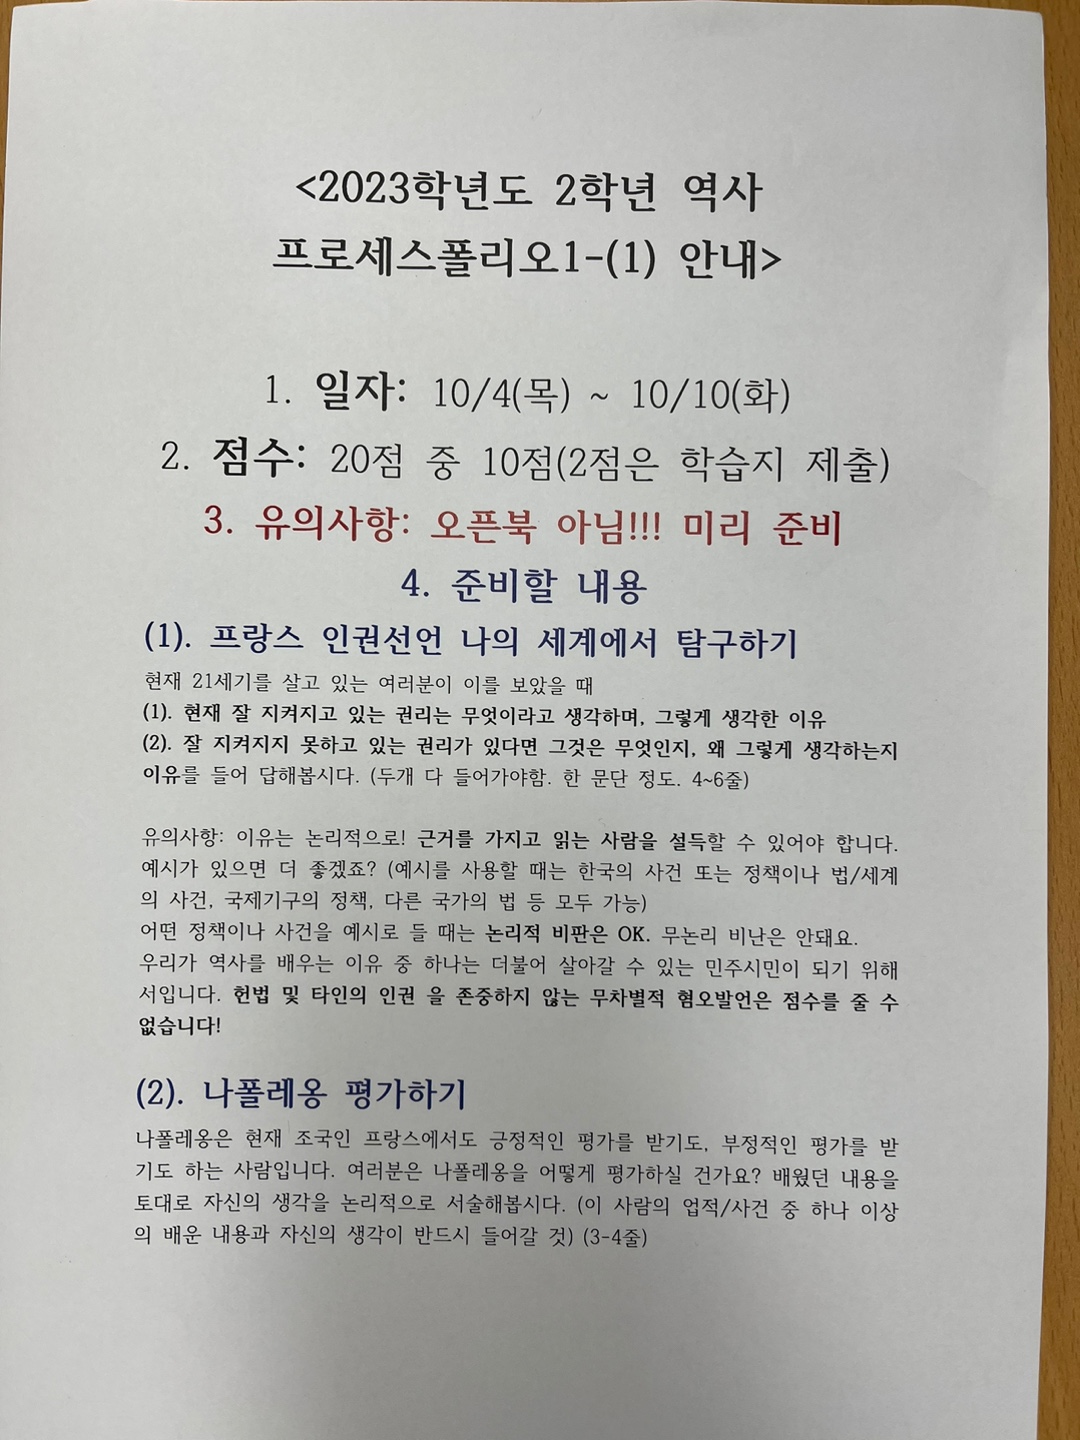 <2023학년도 2학년 역사
프로세스폴리오1-(1) 안내>
1. 일자: 10/4(목) ~ 10/10(화)
2. 점수: 20점 중 10점(2점은 학습지 제출)
3. 유의사항: 오픈북 아님!!! 미리 준비
4. 준비할 내용
(1). 프랑스 인권선언 나의 세계에서 탐구하기
현재 21세기를 살고 있는 여러분이 이를 보았을 때
(1). 현재 잘 지켜지고 있는 권리는 무엇이라고 생각하며, 그렇게 생각한 이유
(2). 잘 지켜지지 못하고 있는 권리가 있다면 그것은 무엇인지, 왜 그렇게 생각하는지
이유를 들어 답해봅시다. (두개 다 들어가야함. 한 문단 정도. 4~6줄)
유의사항: 이유는 논리적으로! 근거를 가지고 읽는 사람을 설득할 수 있어야 합니다.
예시가 있으면 더 좋겠죠? (예시를 사용할 때는 한국의 사건 또는 정책이나 법/세계
의 사건, 국제기구의 정책, 다른 국가의 법 등 모두 가능)
어떤 정책이나 사건을 예시로 들 때는 논리적 비판은 OK. 무논리 비난은 안돼요.
우리가 역사를 배우는 이유 중 하나는 더불어 살아갈 수 있는 민주시민이 되기 위해
서입니다. 헌법 및 타인의 인권 을 존중하지 않는 무차별적 혐오발언은 점수를 줄 수
없습니다!
(2). 나폴레옹 평가하기
나폴레옹은 현재 조국인 프랑스에서도 긍정적인 평가를 받기도, 부정적인 평가를 받
기도 하는 사람입니다. 여러분은 나폴레옹을 어떻게 평가하실 건가요? 배웠던 내용을
토대로 자신의 생각을 논리적으로 서술해봅시다. (이 사람의 업적/사건 중 하나 이상
의 배운 내용과 자신의 생각이 반드시 들어갈 것) (3-4줄)